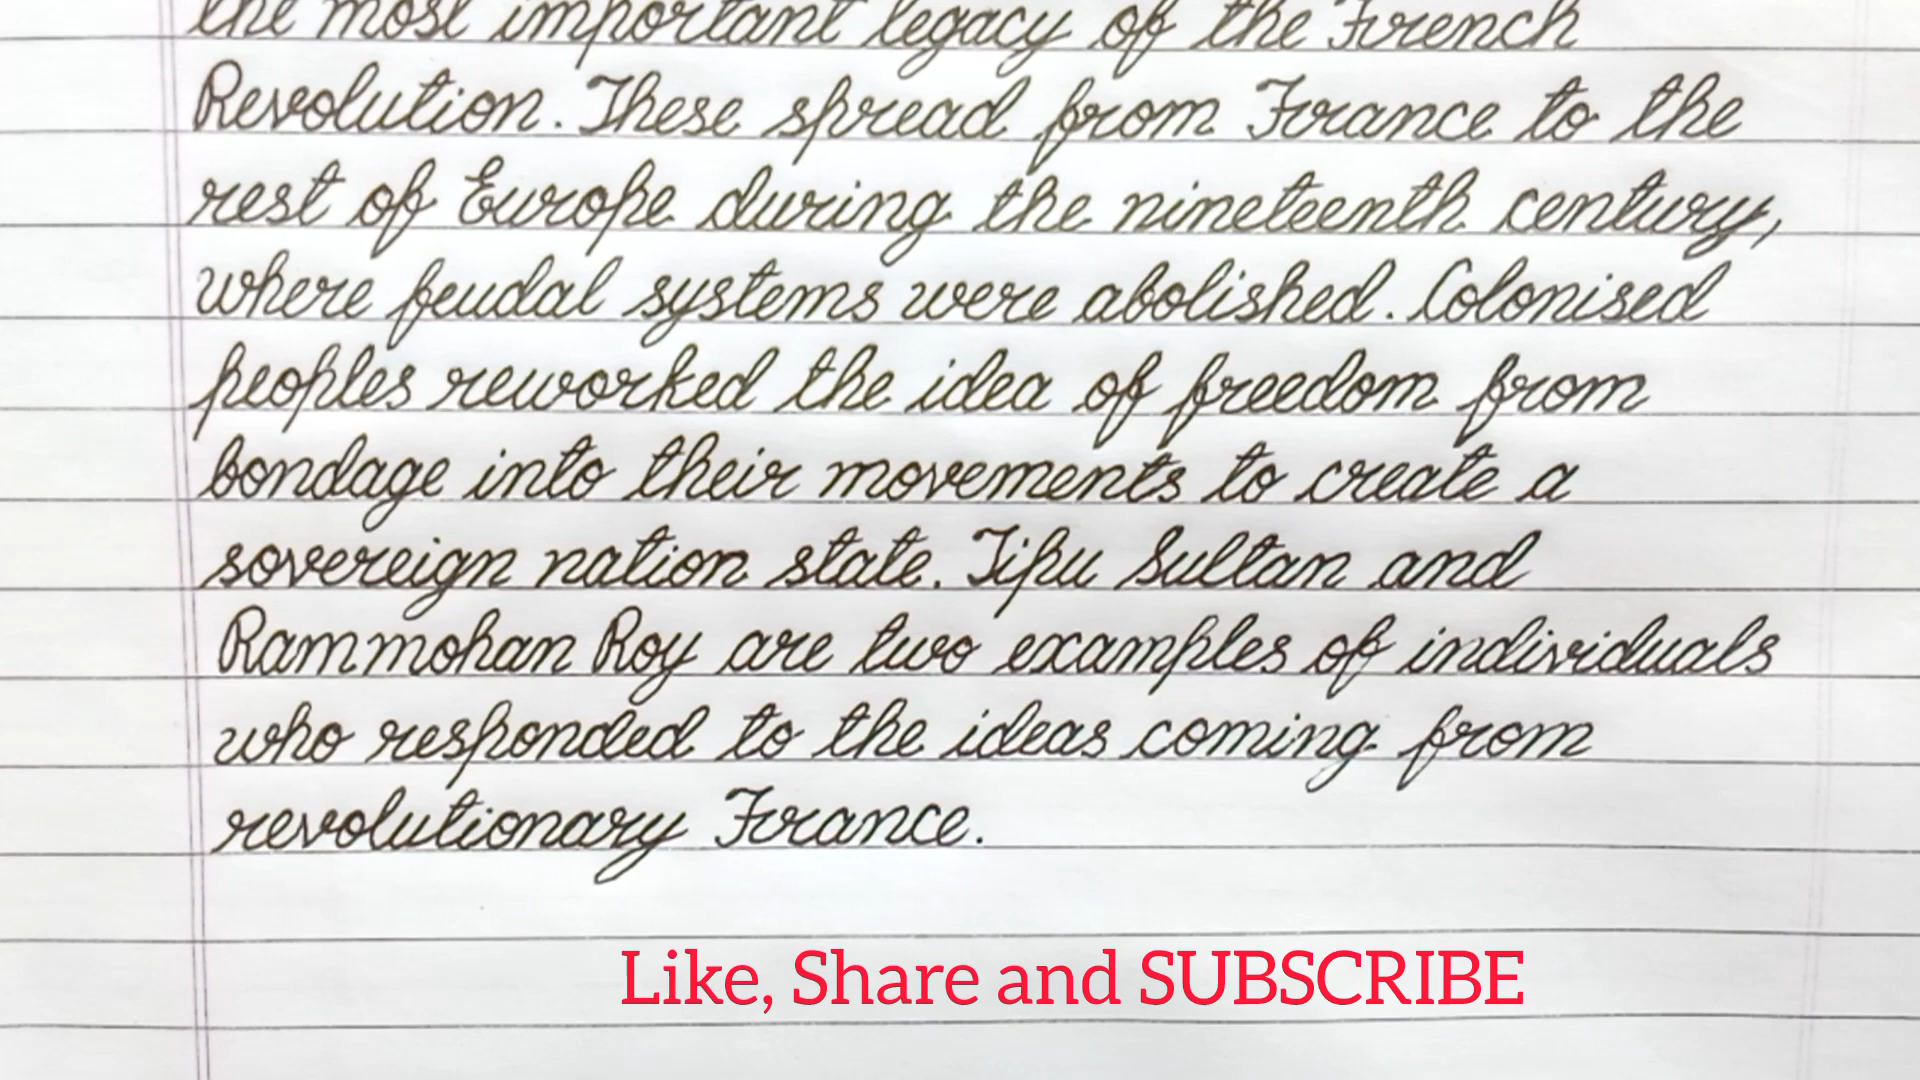 the most important legacy of the French
Revolution. These spread from France to the
rest of Europe during the nineteenth century,
where feudal systems were abolished. Colonised
peoples reworked the idea of freedom from
bondage into their movements to create a
sovereign nation state. Tipu Sultan and
Rammohan Roy are two examples of individuals
who responded to the ideas coming from
revolutionary France.
Like, Share and SUBSCRIBE